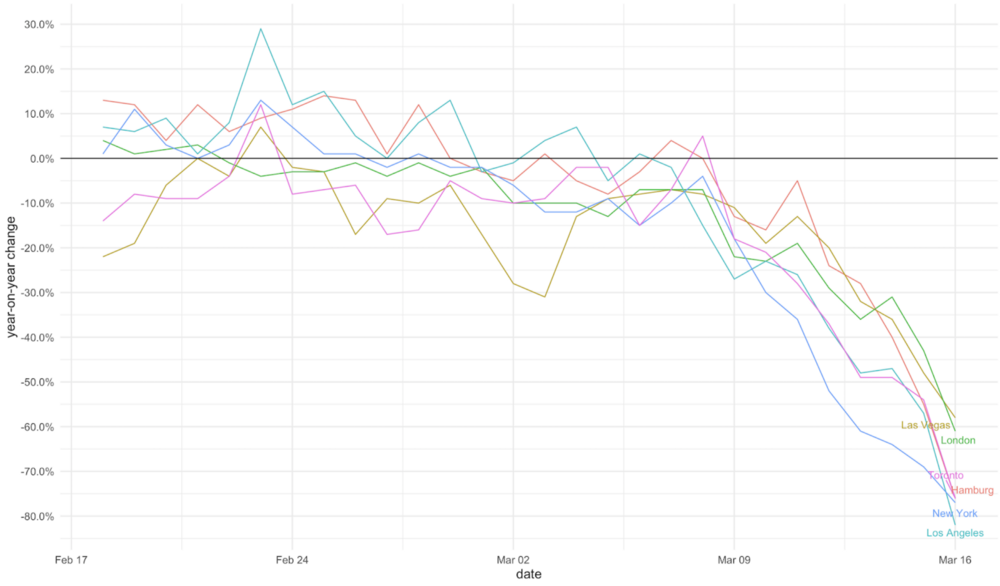 30.0%
20.0%
10.0%
0.0%
-10.0%
-20.0%
-30.0%
-40.0%
-50.0%
-60.0%
-70.0%
-80.0%
year-on-year change
Las Vegas
London
Toronto
Hamburg
New York
Los Angeles
Feb 17 Feb 24 Mar 02 Mar 09 Mar 16
date